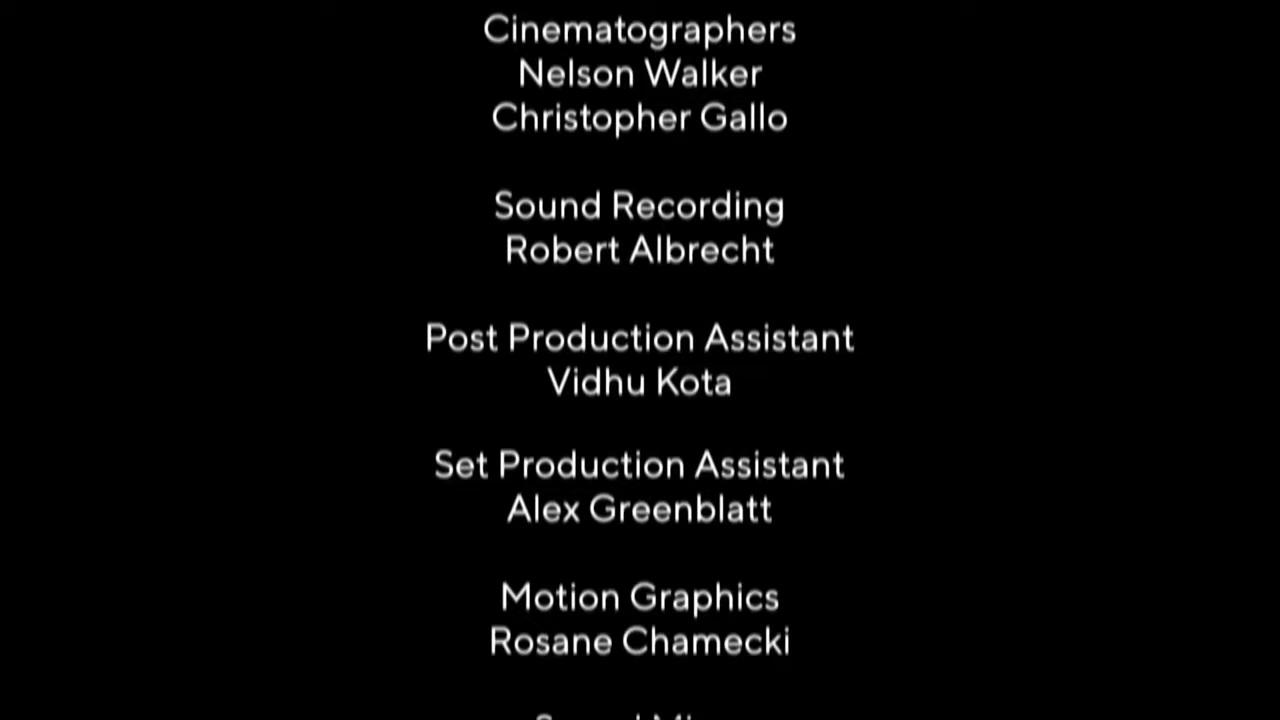 Cinematographers
Nelson Walker
Christopher Gallo
Sound Recording
Robert Albrecht
Post Production Assistant
Vidhu Kota
Set Production Assistant
Alex Greenblatt
Motion Graphics
Rosane Chamecki